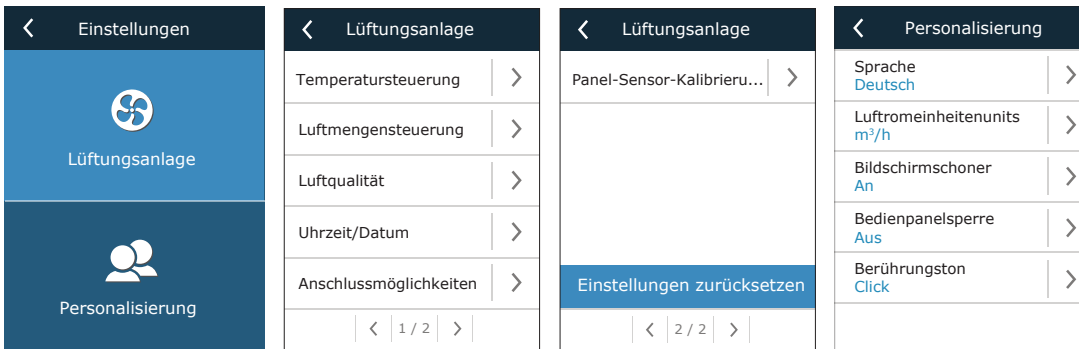 Einstellungen
Lüftungsanlage
Personalisierung
Lüftungsanlage
Temperatursteuerung
Luftmengensteuerung
Luftqualität
Uhrzeit/Datum
Anschlussmöglichkeiten
1 / 2
Lüftungsanlage
Panel-Sensor-Kalibrieru...
Einstellungen zurücksetzen
2 / 2
Personalisierung
Sprache
Deutsch
Luftromeinheitenunits
m³/h
Bildschirmschoner
An
Bedienpanelsperre
Aus
Berührungston
Click